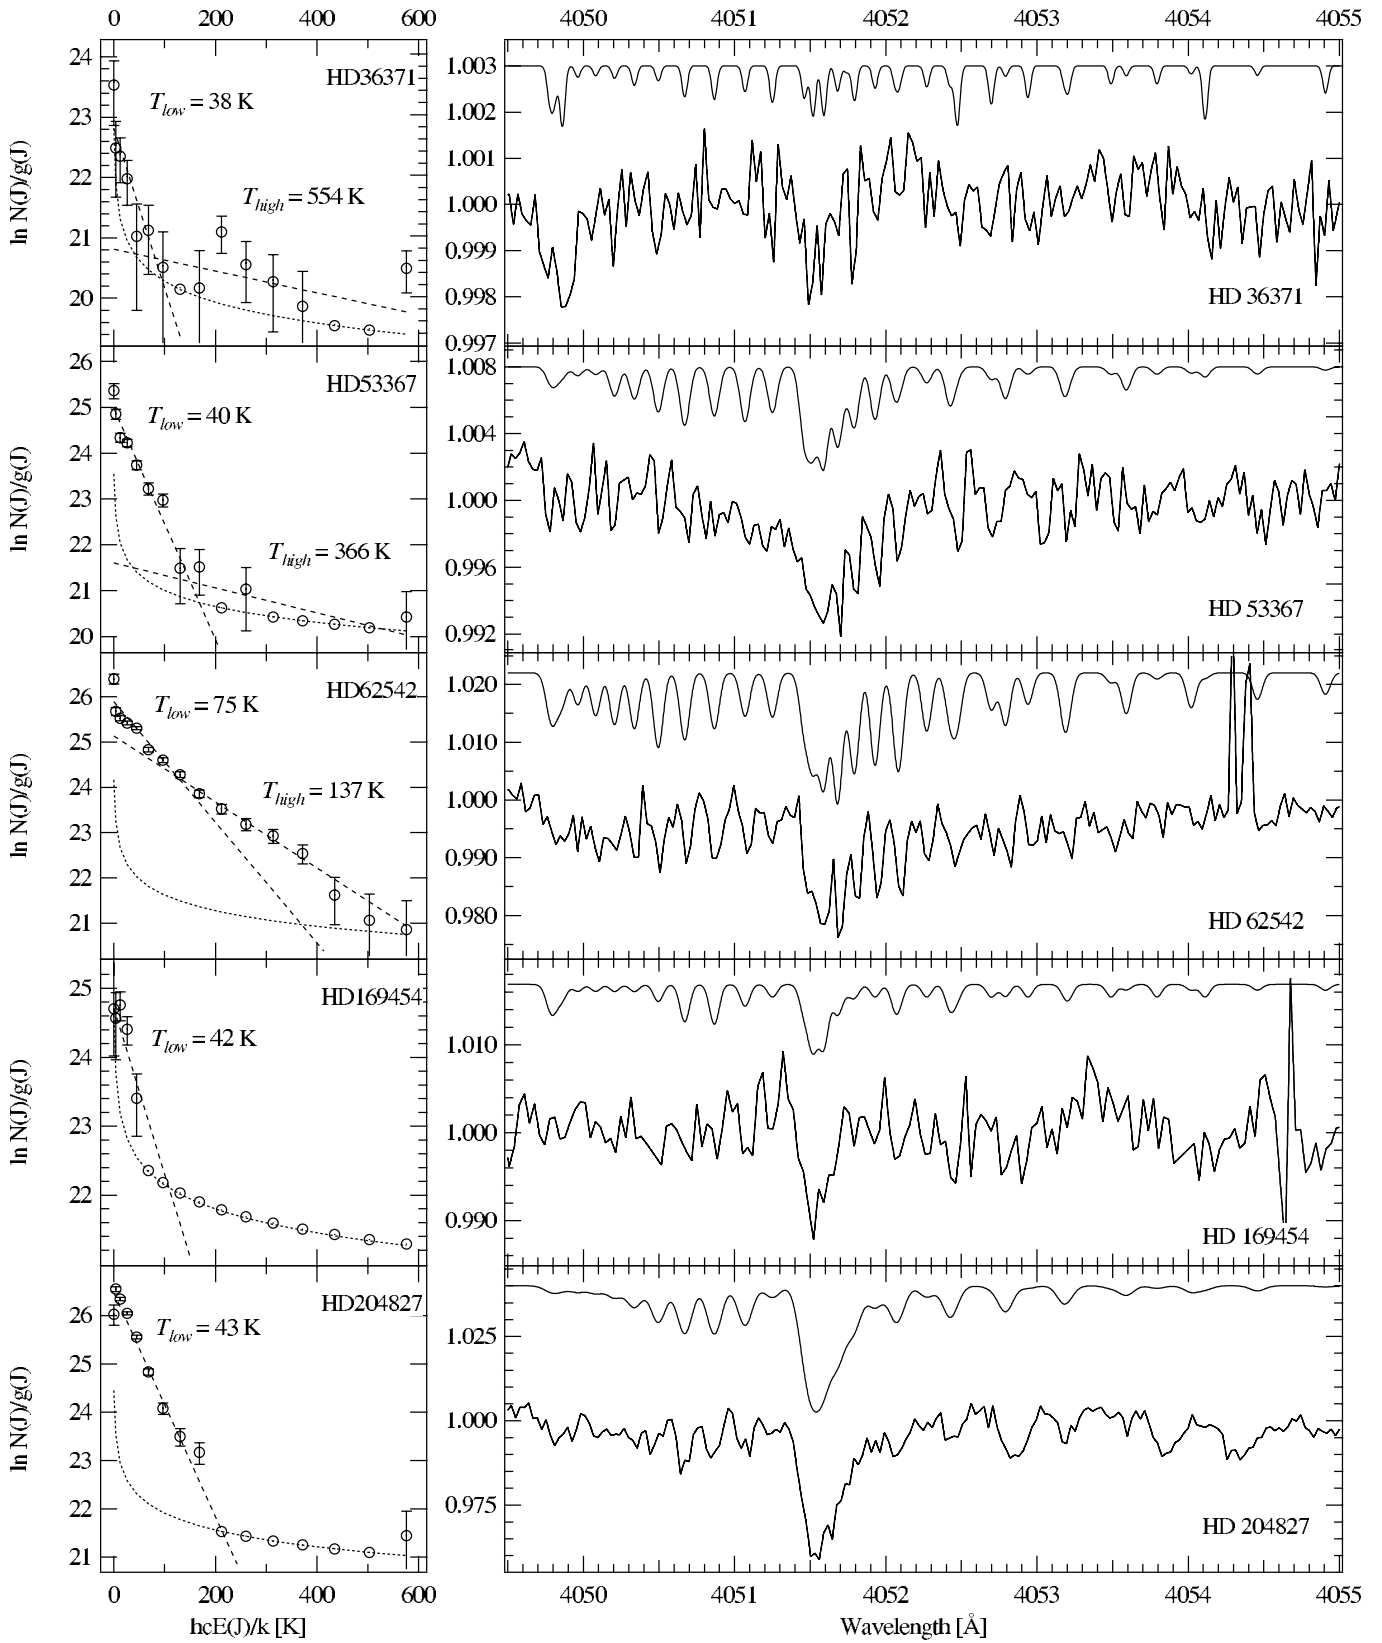 0 200 400 600
4050 4051 4052 4053 4054 4055
24
23
22
21
20
ln N(J)/g(J)
HD36371
T_low = 38 K
T_high = 554 K
1.003
1.002
1.001
1.000
0.999
0.998
0.997
HD 36371
26
25
24
23
22
21
20
ln N(J)/g(J)
HD53367
T_low = 40 K
T_high = 366 K
1.008
1.004
1.000
0.996
0.992
HD 53367
26
25
24
23
22
21
ln N(J)/g(J)
HD62542
T_low = 75 K
T_high = 137 K
1.020
1.010
1.000
0.990
0.980
HD 62542
25
24
23
22
ln N(J)/g(J)
HD169454
T_low = 42 K
1.010
1.000
0.990
HD 169454
26
25
24
23
22
21
ln N(J)/g(J)
HD204827
T_low = 43 K
1.025
1.000
0.975
HD 204827
0 200 400 600
hcE(J)/k [K]
4050 4051 4052 4053 4054 4055
Wavelength [Å]